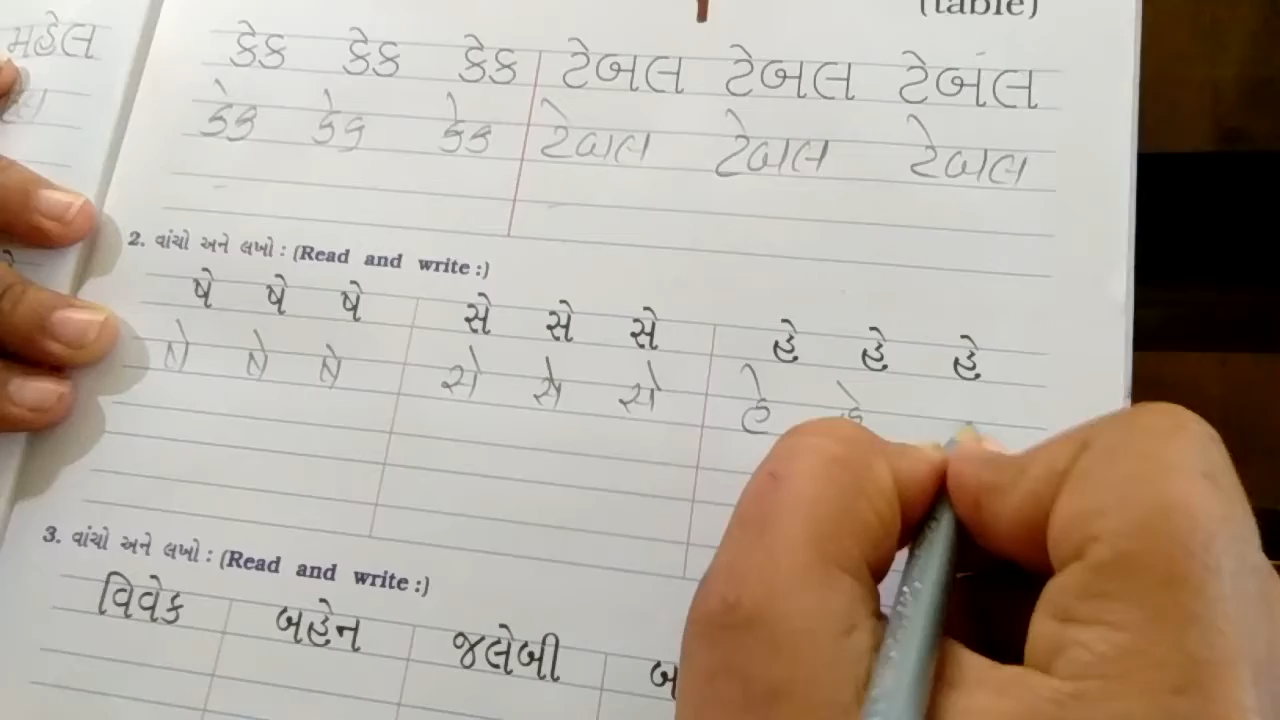 (table)
મહેલ
કેક કેક કેક ટેબલ ટેબલ ટેબલ
કેક કેક કેક ટેબલ ટેબલ ટેબલ
2. વાંચો અને લખો : (Read and write :)
ષે ષે ષે સે સે સે હે હે હે
ષે ષે ષે સે સે સે હે હે
3. વાંચો અને લખો : (Read and write :)
વિવેક બહેન જલેબી બ